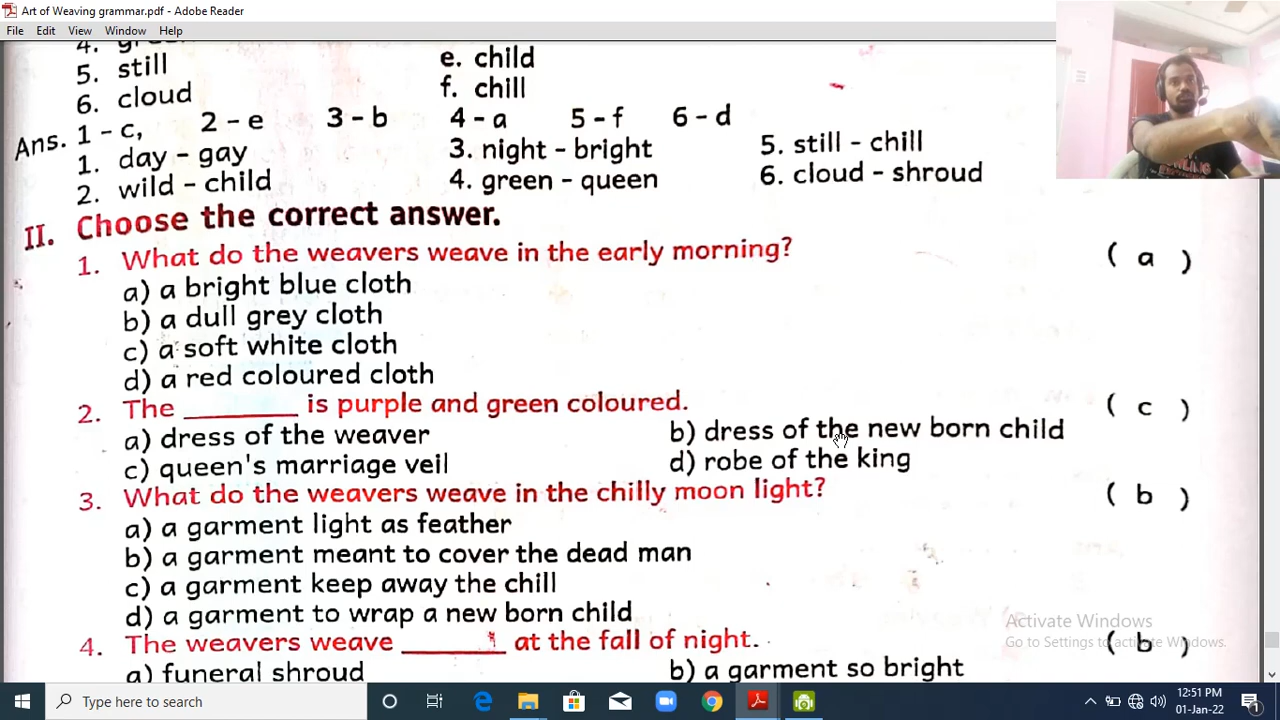 Art of Weaving grammar.pdf - Adobe Reader
File Edit View Window Help
4.
5. still e. child
6. cloud f. chill
Ans. 1 - c, 2 - e 3 - b 4 - a 5 - f 6 - d
1. day - gay 3. night - bright 5. still - chill
2. wild - child 4. green - queen 6. cloud - shroud
II. Choose the correct answer.
1. What do the weavers weave in the early morning? ( a )
a) a bright blue cloth
b) a dull grey cloth
c) a soft white cloth
d) a red coloured cloth
2. The ________ is purple and green coloured. ( c )
a) dress of the weaver b) dress of the new born child
c) queen's marriage veil d) robe of the king
3. What do the weavers weave in the chilly moon light? ( b )
a) a garment light as feather
b) a garment meant to cover the dead man
c) a garment keep away the chill
d) a garment to wrap a new born child
Activate Windows
Go to Settings to activate Windows.
4. The weavers weave ________ at the fall of night. ( b )
a) funeral shroud b) a garment so bright
Type here to search
12:51 PM
01-Jan-22
1